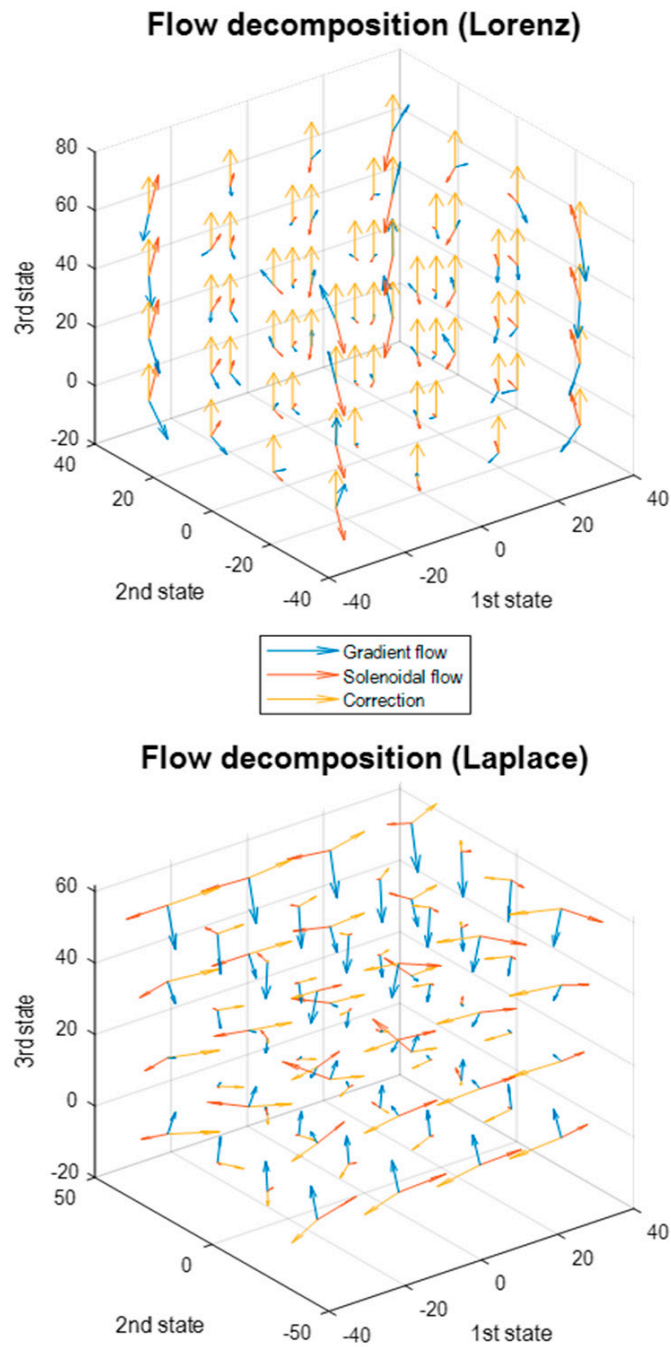 Flow decomposition (Lorenz)
80
60
40
20
0
-20
3rd state
40
20
0
-20
-40
2nd state
-40
-20
0
20
40
1st state
Gradient flow
Solenoidal flow
Correction
Flow decomposition (Laplace)
60
40
20
0
-20
3rd state
50
0
-50
2nd state
-40
-20
0
20
40
1st state